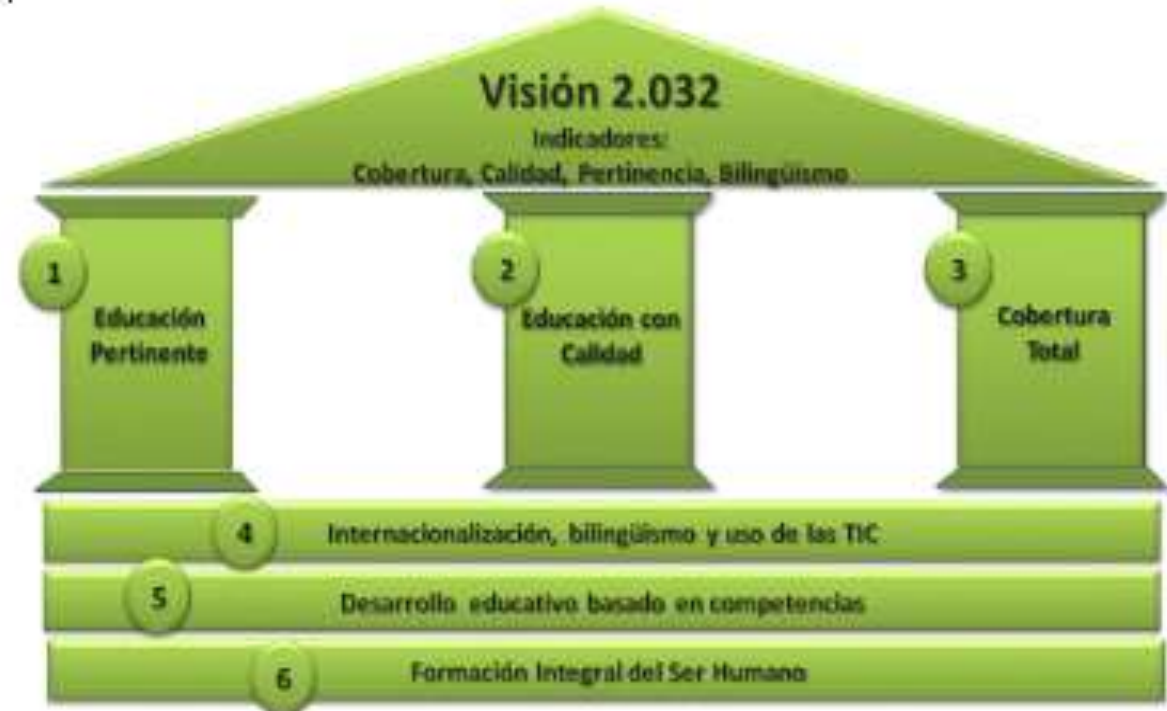 Visión 2.032
Indicadores:
Cobertura, Calidad, Pertinencia, Bilingüismo
1
Educación
Pertinente
2
Educación con
Calidad
3
Cobertura
Total
4
Internacionalización, bilingüismo y uso de las TIC
5
Desarrollo educativo basado en competencias
6
Formación Integral del Ser Humano